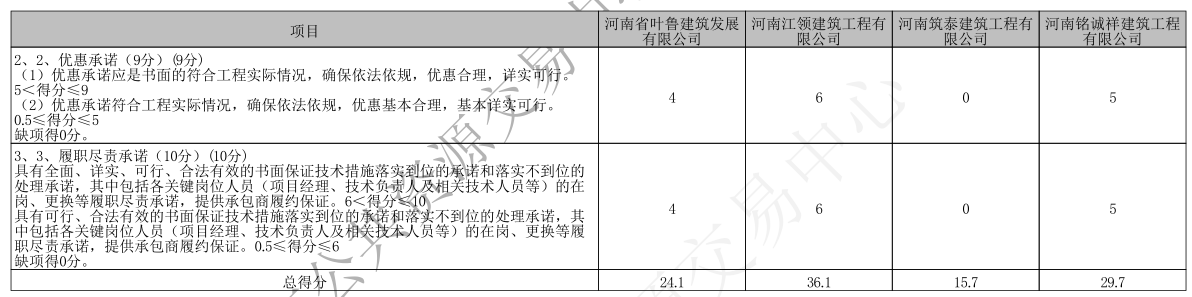 项目
河南省叶鲁建筑发展
有限公司
河南江领建筑工程有
限公司
河南筑泰建筑工程有
限公司
河南铭诚祥建筑工程
有限公司
2、2、优惠承诺（9分）(9分)
（1）优惠承诺应是书面的符合工程实际情况，确保依法依规，优惠合理，详实可行。
5＜得分≤9
（2）优惠承诺符合工程实际情况，确保依法依规，优惠基本合理，基本详实可行。
0.5≤得分≤5
缺项得0分。
4
6
0
5
3、3、履职尽责承诺（10分）(10分)
具有全面、详实、可行、合法有效的书面保证技术措施落实到位的承诺和落实不到位的
处理承诺，其中包括各关键岗位人员（项目经理、技术负责人及相关技术人员等）的在
岗、更换等履职尽责承诺，提供承包商履约保证。6＜得分≤10
具有可行、合法有效的书面保证技术措施落实到位的承诺和落实不到位的处理承诺，其
中包括各关键岗位人员（项目经理、技术负责人及相关技术人员等）的在岗、更换等履
职尽责承诺，提供承包商履约保证。0.5≤得分≤6
缺项得0分。
4
6
0
5
总得分
24.1
36.1
15.7
29.7
公共资源交易中
源交易中心